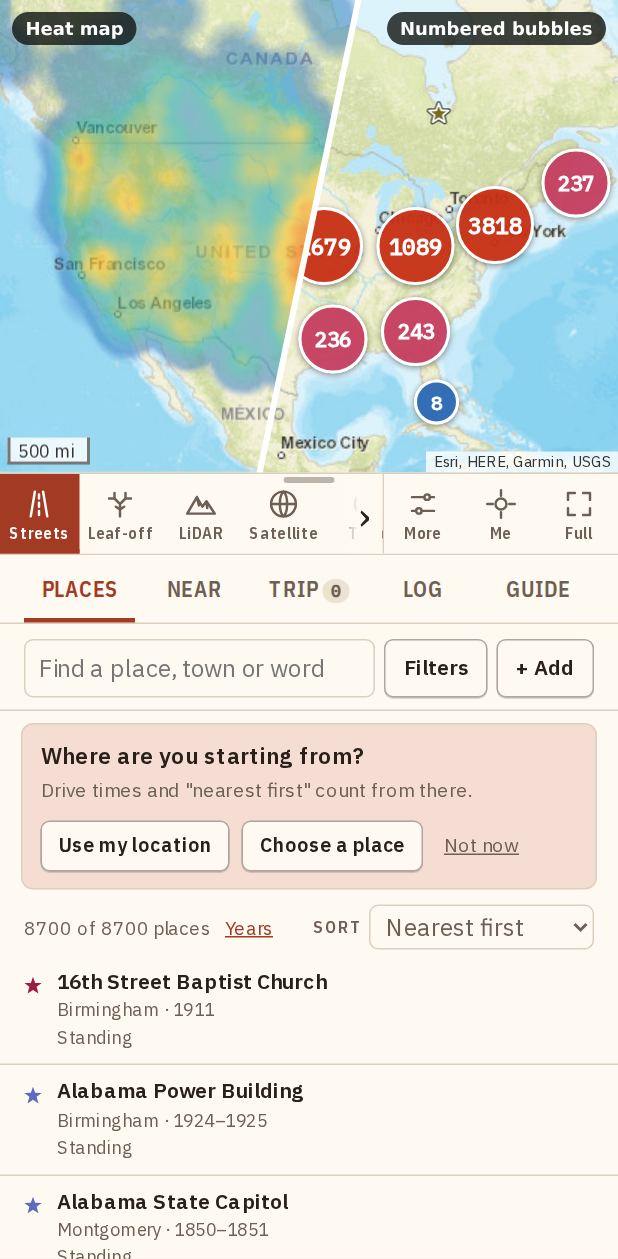 Heat map
Numbered bubbles
CANADA
Vancouver
237
Toronto
3818
York
1089
UNITED
San Francisco
Los Angeles
236
243
8
MÉXICO
Mexico City
500 mi
Esri, HERE, Garmin, USGS
Streets
Leaf-off
LiDAR
Satellite
More
Me
Full
PLACES
NEAR
TRIP 0
LOG
GUIDE
Find a place, town or word
Filters
+ Add
Where are you starting from?
Drive times and "nearest first" count from there.
Use my location
Choose a place
Not now
8700 of 8700 places Years
SORT
Nearest first
16th Street Baptist Church
Birmingham · 1911
Standing
Alabama Power Building
Birmingham · 1924–1925
Standing
Alabama State Capitol
Montgomery · 1850–1851
Standing